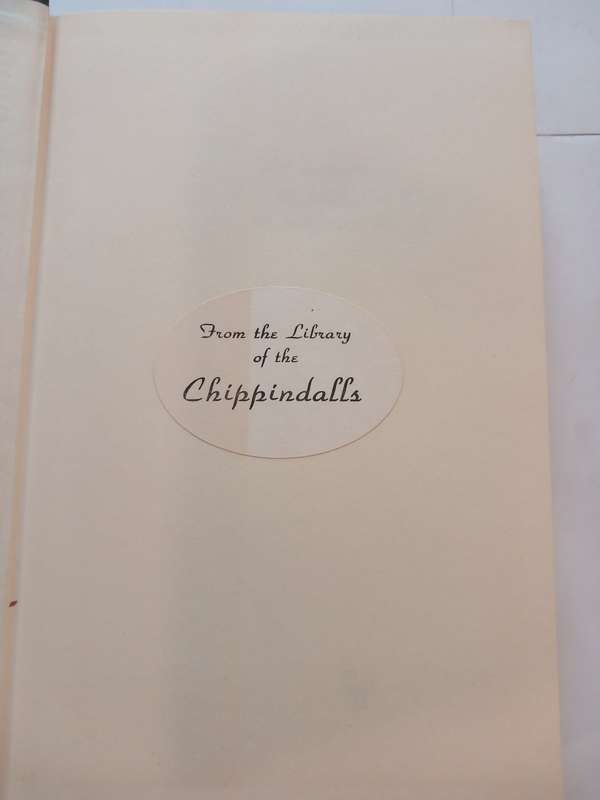 From the Library
of the
Chippindalls